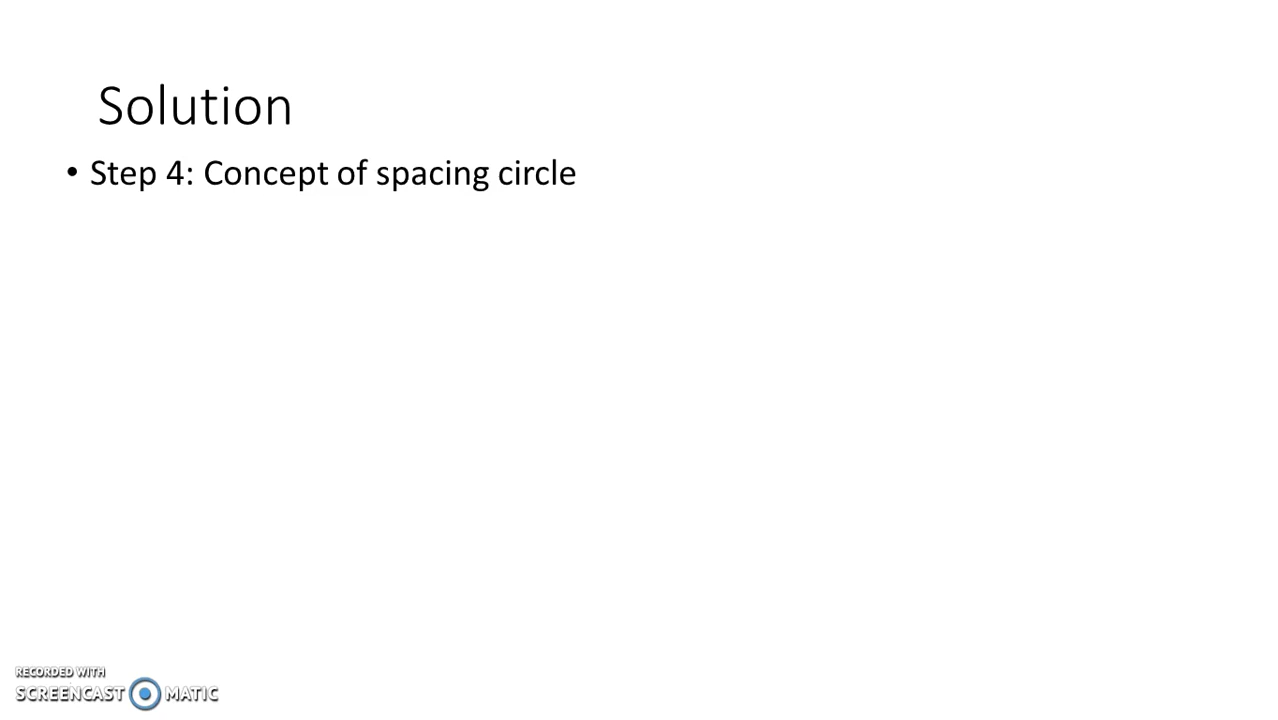 Solution
• Step 4: Concept of spacing circle
RECORDED WITH
SCREENCAST MATIC